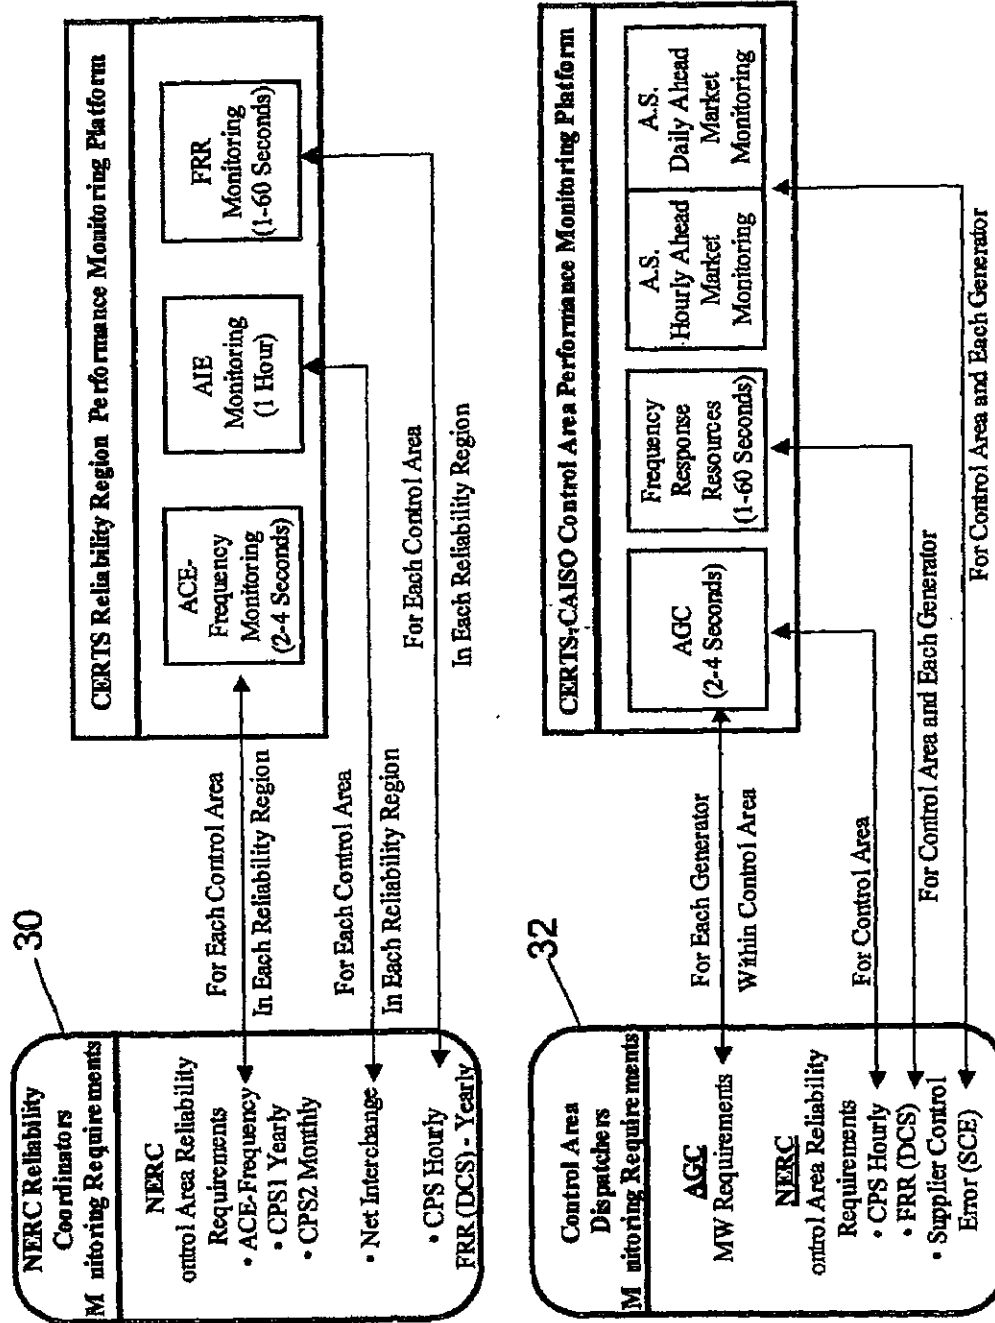 30
NERC Reliability
Coordinators
M nitoring Requirements
NERC
ontrol Area Reliability
Requirements
• ACE-Frequency
• CPS1 Yearly
• CPS2 Monthly
• Net Interchange
• CPS Hourly
FRR (DCS) - Yearly
For Each Control Area
In Each Reliability Region
For Each Control Area
In Each Reliability Region
For Each Control Area
In Each Reliability Region
CERTS Reliability Region Performance Monitoring Platform
ACE-
Frequency
Monitoring
(2-4 Seconds)
AIE
Monitoring
(1 Hour)
FRR
Monitoring
(1-60 Seconds)
32
Control Area
Dispatchers
M nitoring Requirements
AGC
MW Requirements
NERC
ontrol Area Reliability
Requirements
• CPS Hourly
• FRR (DCS)
• Supplier Control
Error (SCE)
For Each Generator
Within Control Area
For Control Area
For Control Area and Each Generator
For Control Area and Each Generator
CERTS-CAISO Control Area Performance Monitoring Platform
AGC
(2-4 Seconds)
Frequency
Response
Resources
(1-60 Seconds)
A.S.
Hourly Ahead
Market
Monitoring
A.S.
Daily Ahead
Market
Monitoring